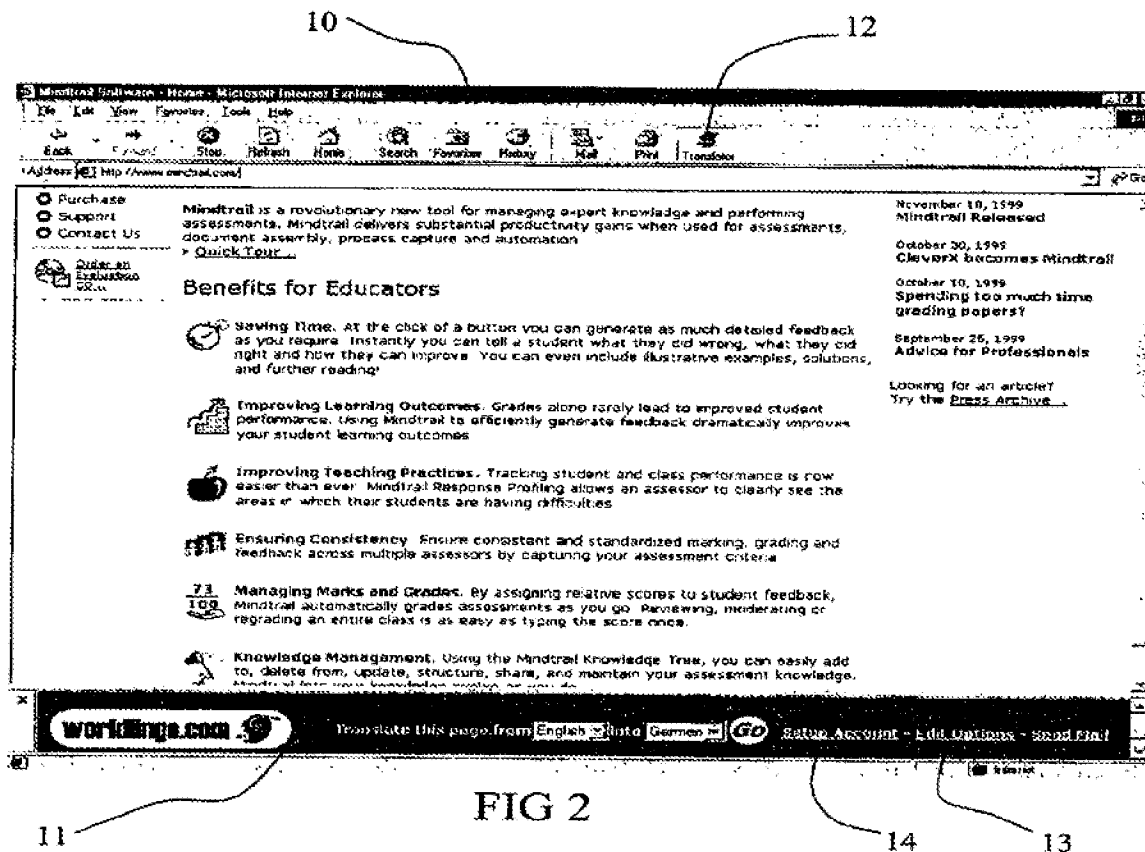 10
12
Mindtrail Software - Home - Microsoft Internet Explorer
File Edit View Favorites Tools Help
Back Forward Stop Refresh Home Search Favorites History Mail Print Translator
Address http://www.mindtrail.com/ Go
Purchase
Support
Contact Us
Order an
Evaluation
CD...
Mindtrail is a revolutionary new tool for managing expert knowledge and performing
assessments. Mindtrail delivers substantial productivity gains when used for assessments,
document assembly, process capture and automation
> Quick Tour...
Benefits for Educators
Saving Time. At the click of a button you can generate as much detailed feedback
as you require. Instantly you can tell a student what they did wrong, what they did
right and how they can improve. You can even include illustrative examples, solutions,
and further reading!
Improving Learning Outcomes. Grades alone rarely lead to improved student
performance. Using Mindtrail to efficiently generate feedback dramatically improves
your student learning outcomes
Improving Teaching Practices. Tracking student and class performance is now
easier than ever. Mindtrail Response Profiling allows an assessor to clearly see the
areas in which their students are having difficulties
Ensuring Consistency. Ensure consistent and standardized marking, grading and
feedback across multiple assessors by capturing your assessment criteria
73
100
Managing Marks and Grades. By assigning relative scores to student feedback,
Mindtrail automatically grades assessments as you go. Reviewing, moderating or
regrading an entire class is as easy as typing the score once.
Knowledge Management. Using the Mindtrail Knowledge Tree, you can easily add
to, delete from, update, structure, share, and maintain your assessment knowledge.
November 10, 1999
Mindtrail Released
October 30, 1999
CleverX becomes Mindtrail
October 10, 1999
Spending too much time
grading papers?
September 25, 1999
Advice for Professionals
Looking for an article?
Try the Press Archive...
worldlingo.com Translate this page from English into German GO Setup Account - Edit Options - Send Mail
Internet
FIG 2
11
14
13